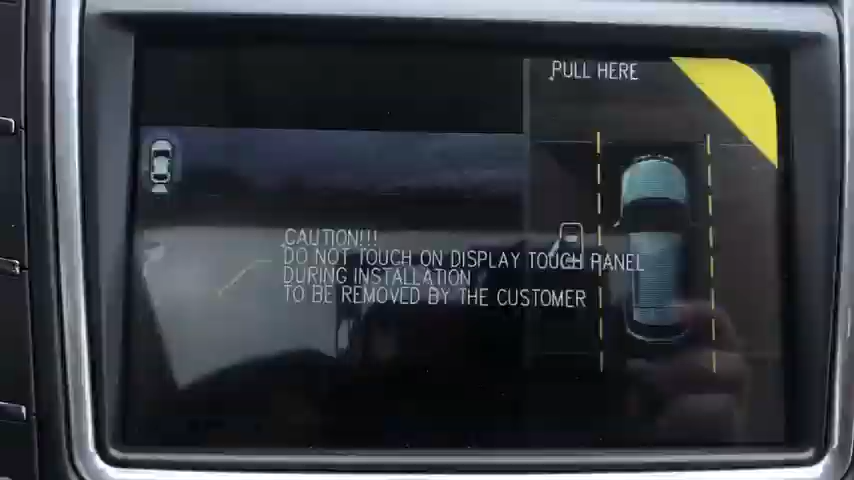 PULL HERE
CAUTION!!!
DO NOT TOUCH ON DISPLAY TOUCH PANEL
DURING INSTALLATION
TO BE REMOVED BY THE CUSTOMER